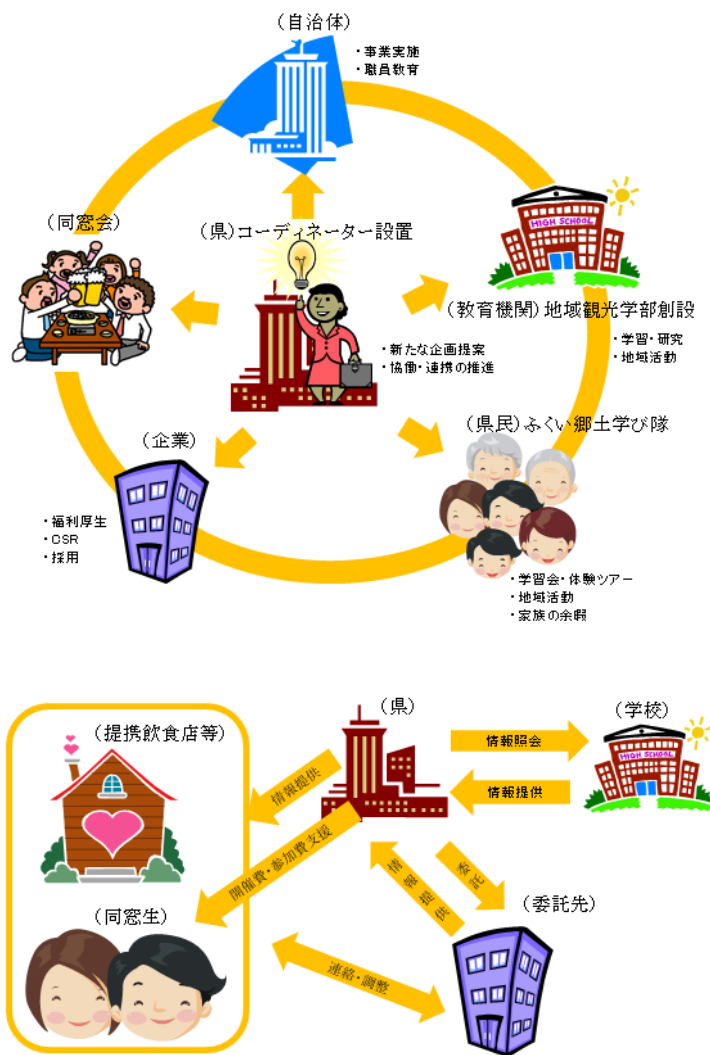 (自治体)
・事業実施
・職員教育
(同窓会)
(県)コーディネーター設置
HIGH SCHOOL
(教育機関)地域観光学部創設
・学習・研究
・地域活動
・新たな企画提案
・協働・連携の推進
(県民)ふくい郷土学び隊
(企業)
・福利厚生
・CSR
・採用
・学習会・体験ツアー
・地域活動
・家族の余暇
(県)
(学校)
(提携飲食店等)
情報照会
HIGH SCHOOL
情報提供
情報提供
開催費・参加費支援
情報提供
委託
(同窓生)
(委託先)
連絡・調整